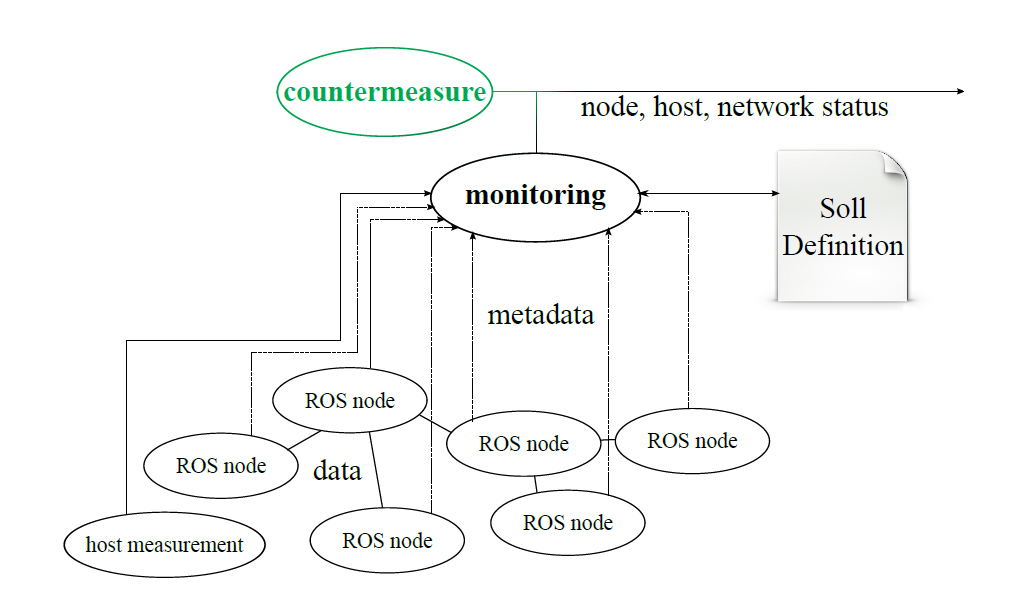 countermeasure
node, host, network status
monitoring
Soll
Definition
metadata
ROS node
ROS node
ROS node
ROS node
data
ROS node
ROS node
host measurement